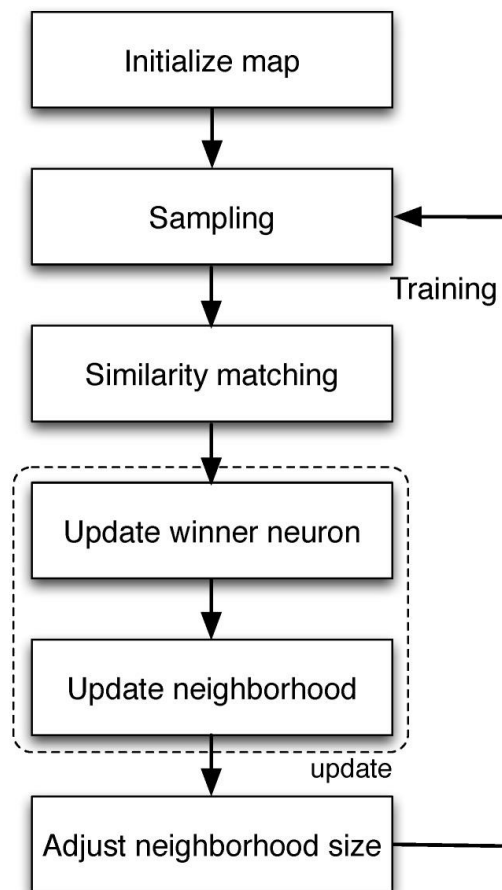 Initialize map
Sampling
Training
Similarity matching
Update winner neuron
Update neighborhood
update
Adjust neighborhood size